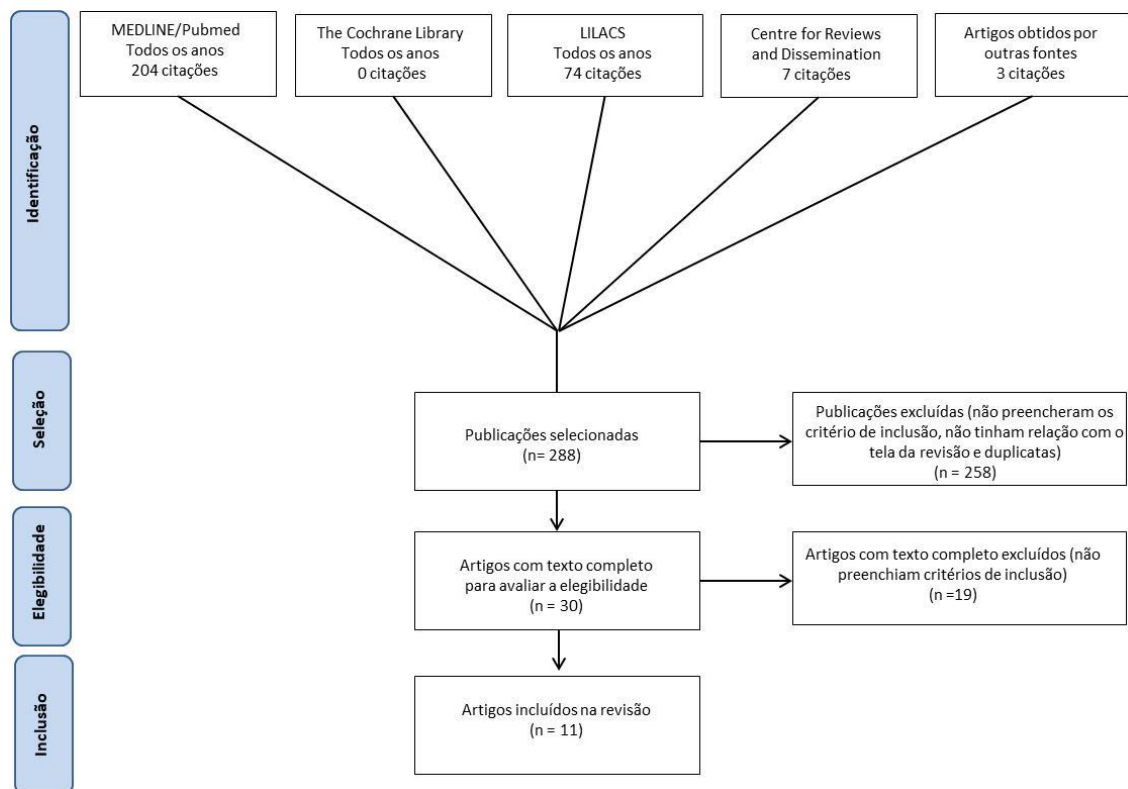 MEDLINE/Pubmed
Todos os anos
204 citações
The Cochrane Library
Todos os anos
0 citações
LILACS
Todos os anos
74 citações
Centre for Reviews
and Dissemination
7 citações
Artigos obtidos por
outras fontes
3 citações
Identificação
Seleção
Publicações selecionadas
(n= 288)
Publicações excluídas (não preencheram os
critério de inclusão, não tinham relação com o
tela da revisão e duplicatas)
(n = 258)
Elegibilidade
Artigos com texto completo
para avaliar a elegibilidade
(n = 30)
Artigos com texto completo excluídos (não
preenchiam critérios de inclusão)
(n =19)
Inclusão
Artigos incluídos na revisão
(n = 11)